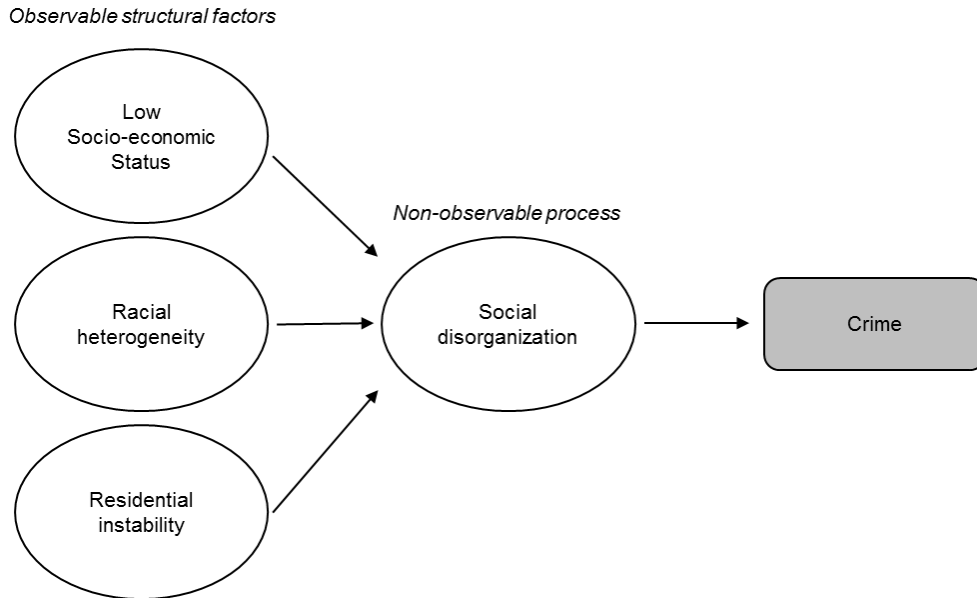 Observable structural factors
Low
Socio-economic
Status
Non-observable process
Racial
heterogeneity
Social
disorganization
Crime
Residential
instability